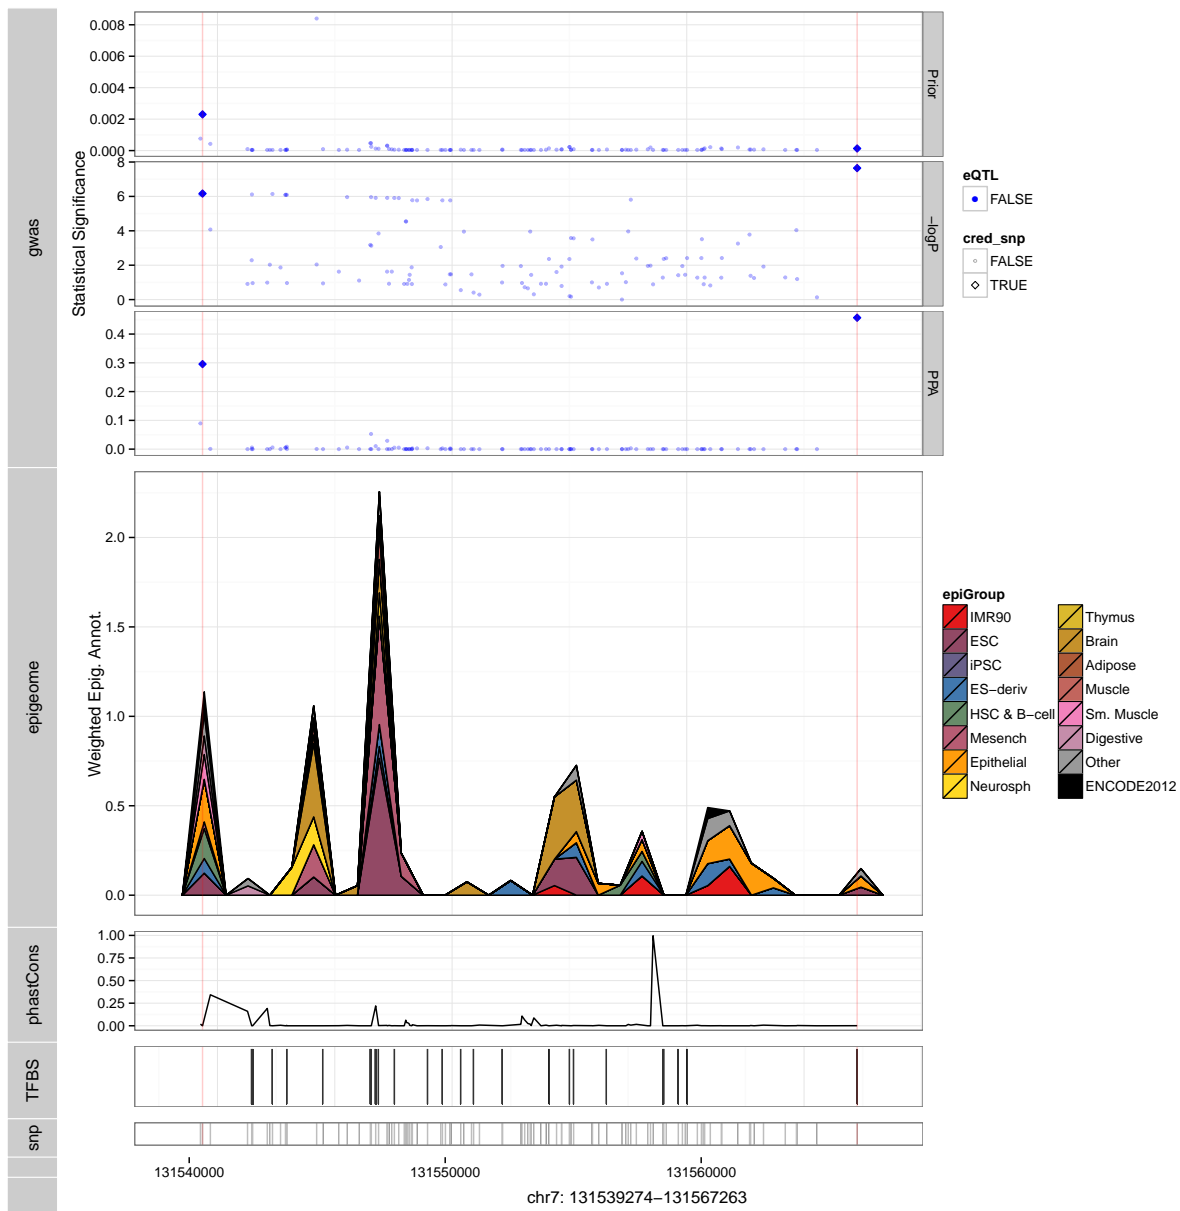 gwas
Statistical Significance
0.008
0.006
0.004
0.002
0.000
Prior
8
6
4
2
0
−logP
0.4
0.3
0.2
0.1
0.0
PPA
eQTL
FALSE
cred_snp
FALSE
TRUE
epigeome
Weighted Epig. Annot.
2.0
1.5
1.0
0.5
0.0
epiGroup
IMR90
ESC
iPSC
ES−deriv
HSC & B−cell
Mesench
Epithelial
Neurosph
Thymus
Brain
Adipose
Muscle
Sm. Muscle
Digestive
Other
ENCODE2012
phastCons
1.00
0.75
0.50
0.25
0.00
TFBS
snp
131540000
131550000
131560000
chr7: 131539274−131567263